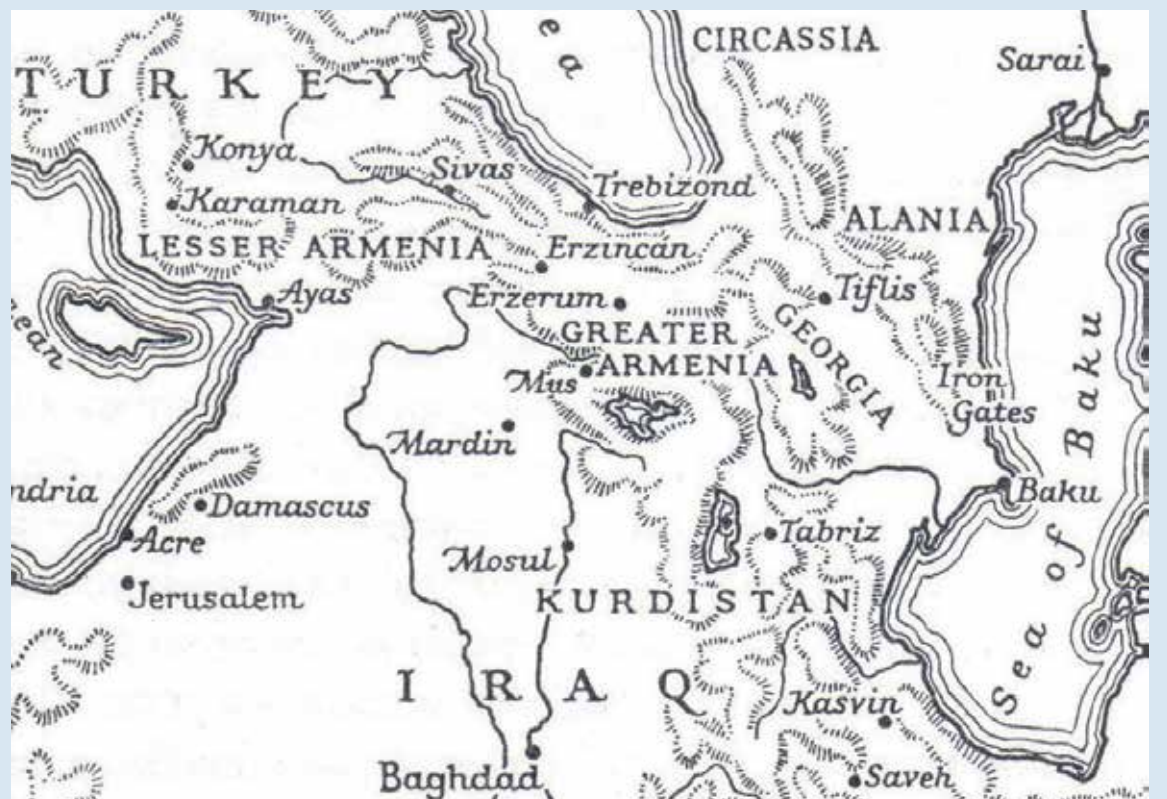 ed
CIRCASSIA
Sarai
TURKEY
Konya
Sivas
Trebizond
Karaman
ALANIA
LESSER ARMENIA
Erzincan
Ayas
Erzerum
Tiflis
GREATER
ARMENIA
GEORGIA
ean
Mus
Iron
Gates
Mardin
Sea of Baku
ndria
Damascus
Baku
Acre
Tabriz
Mosul
Jerusalem
KURDISTAN
IRAQ
Kasvin
Baghdad
Saveh